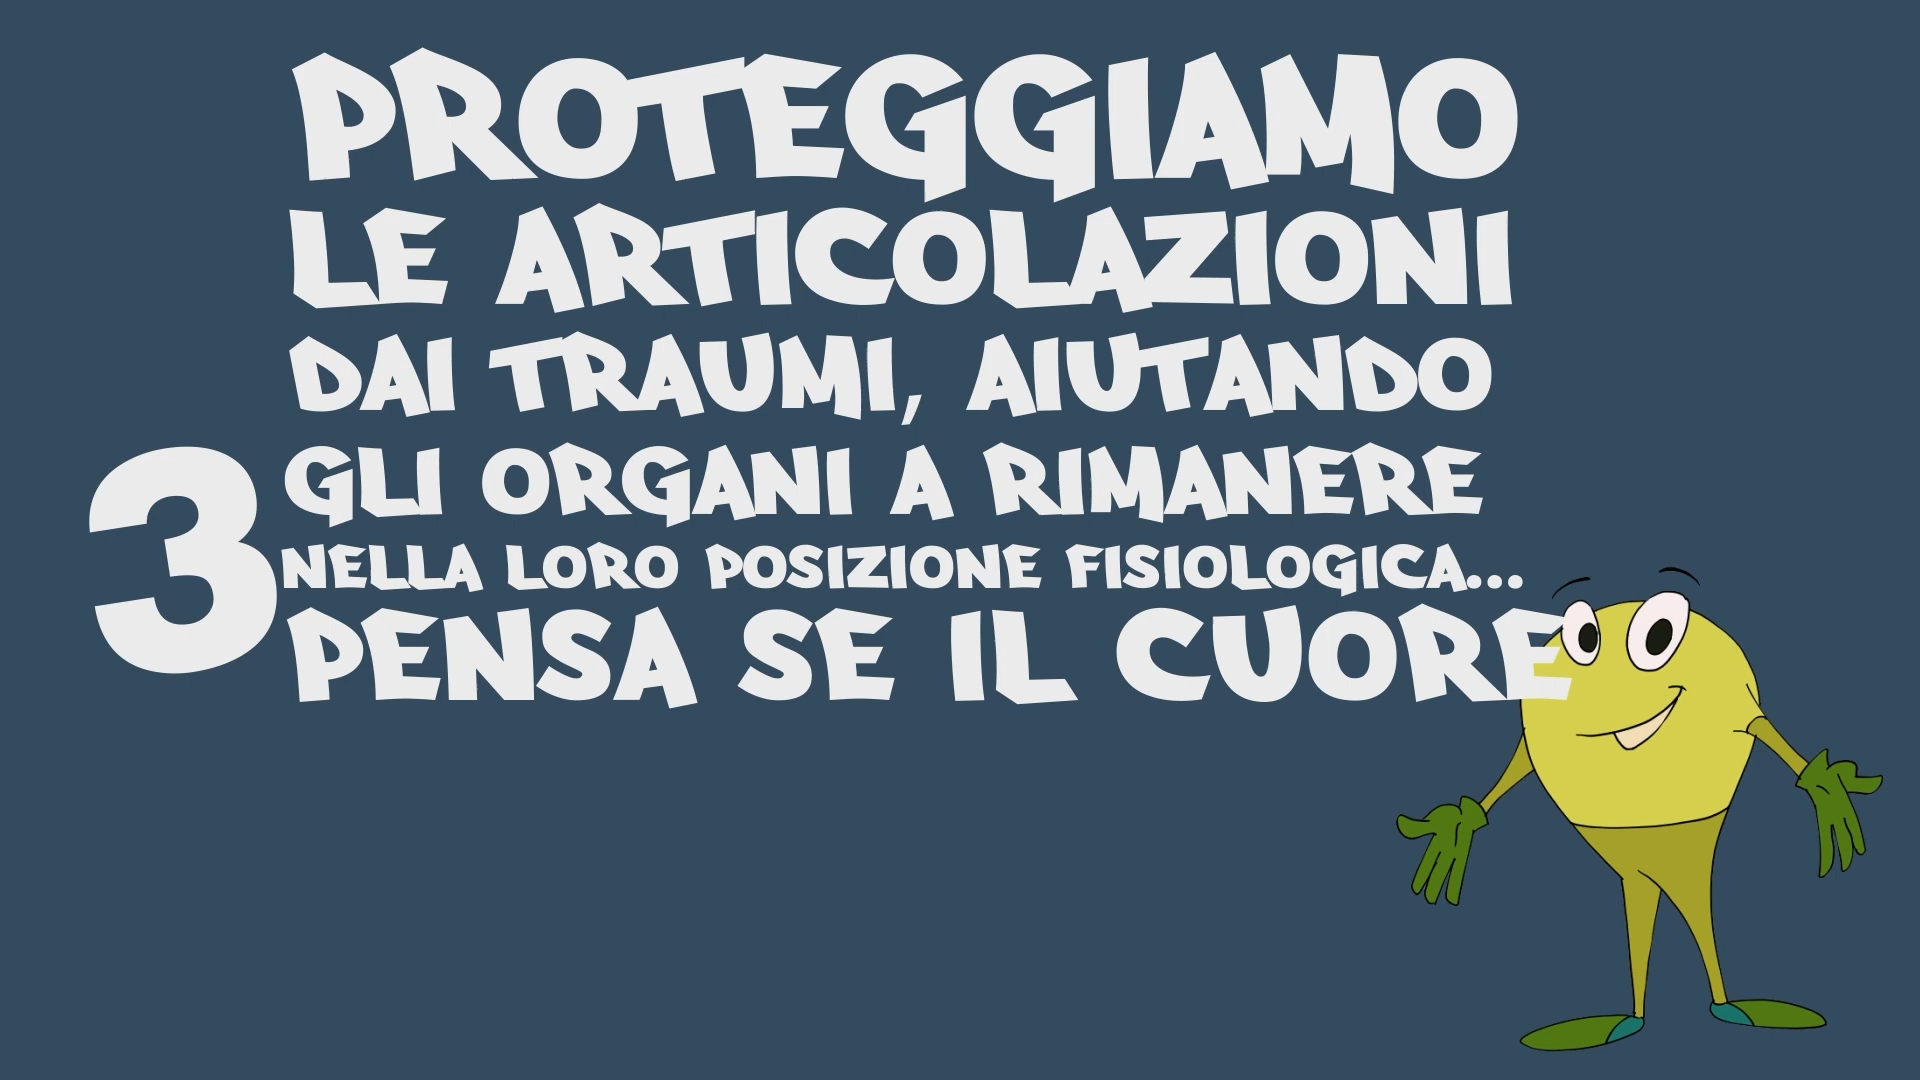 PROTEGGIAMO
LE ARTICOLAZIONI
DAI TRAUMI, AIUTANDO
3 GLI ORGANI A RIMANERE
NELLA LORO POSIZIONE FISIOLOGICA...
PENSA SE IL CUORE